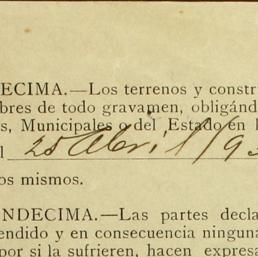 ECIMA.—Los terrenos y constr
bres de todo gravamen, obligánd
s, Municipales o del Estado en l
l 25 Abril/93
os mismos.
NDECIMA.—Las partes decla
endido y en consecuencia ninguna
por si la sufrieren, hacen expresa